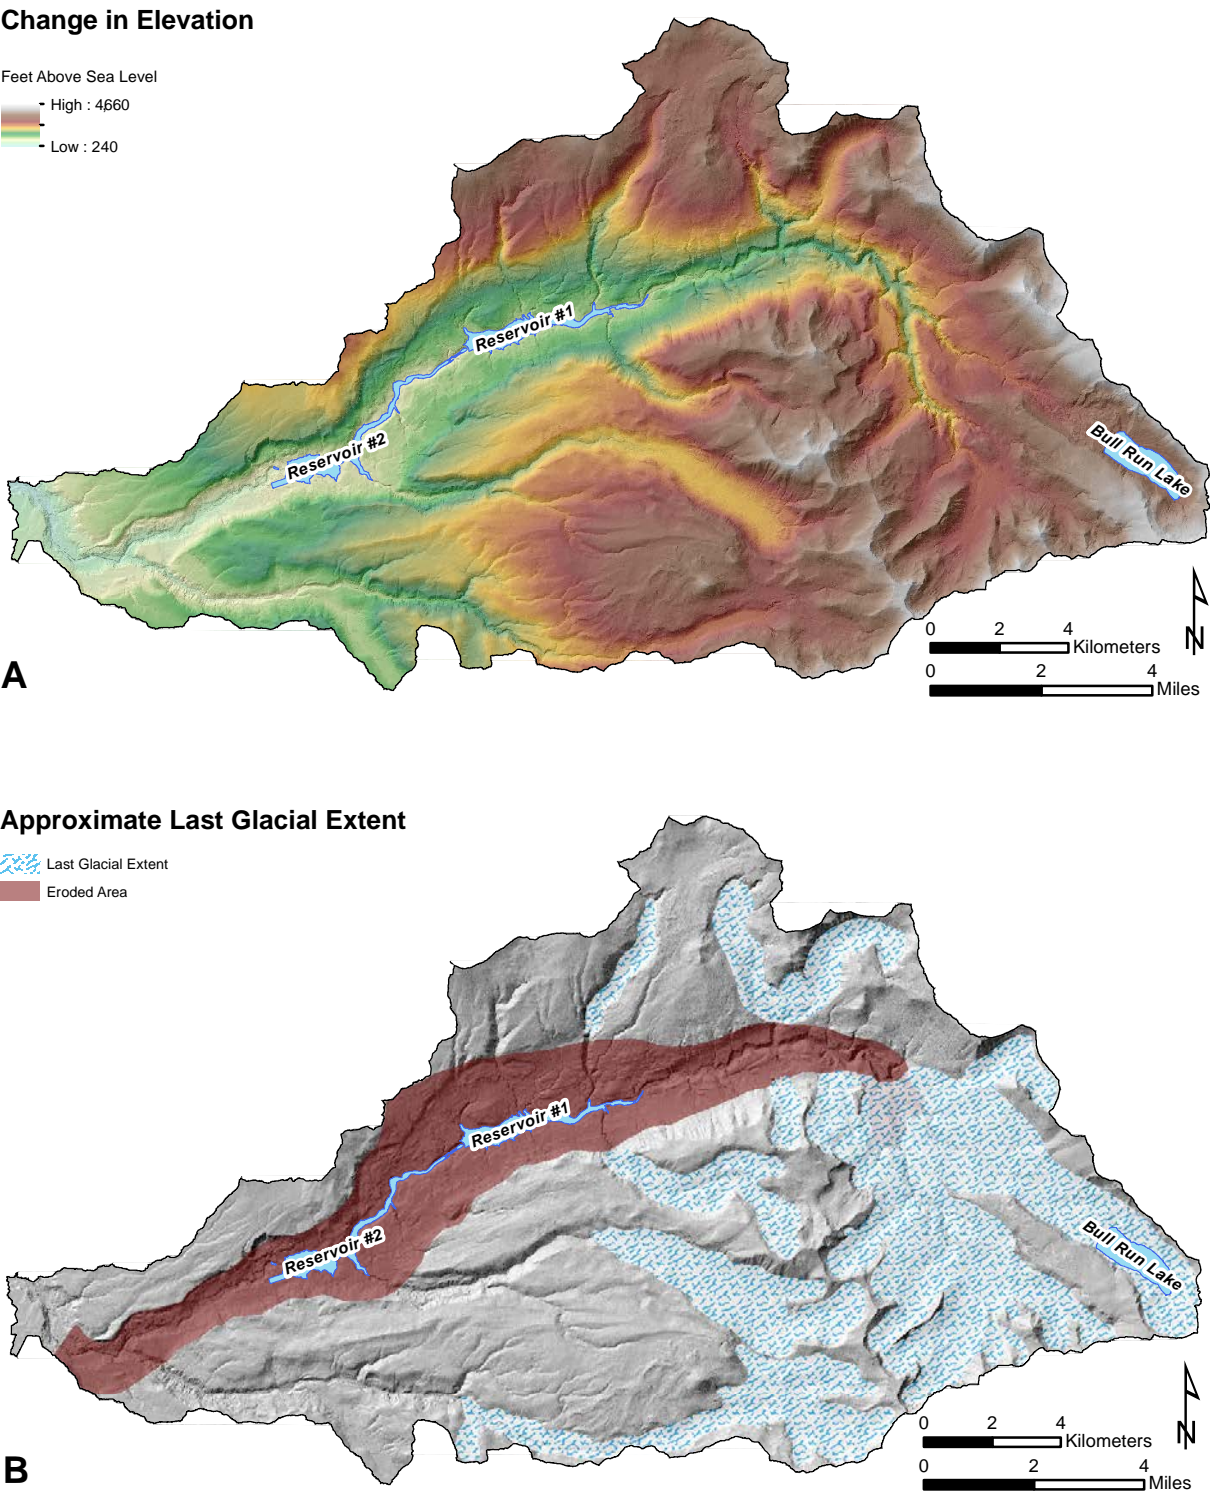 Change in Elevation
Feet Above Sea Level
High : 4660
Low : 240
Reservoir #1
Reservoir #2
Bull Run Lake
0 2 4
Kilometers
0 2 4
Miles
N
A
Approximate Last Glacial Extent
Last Glacial Extent
Eroded Area
Reservoir #1
Reservoir #2
Bull Run Lake
0 2 4
Kilometers
0 2 4
Miles
N
B